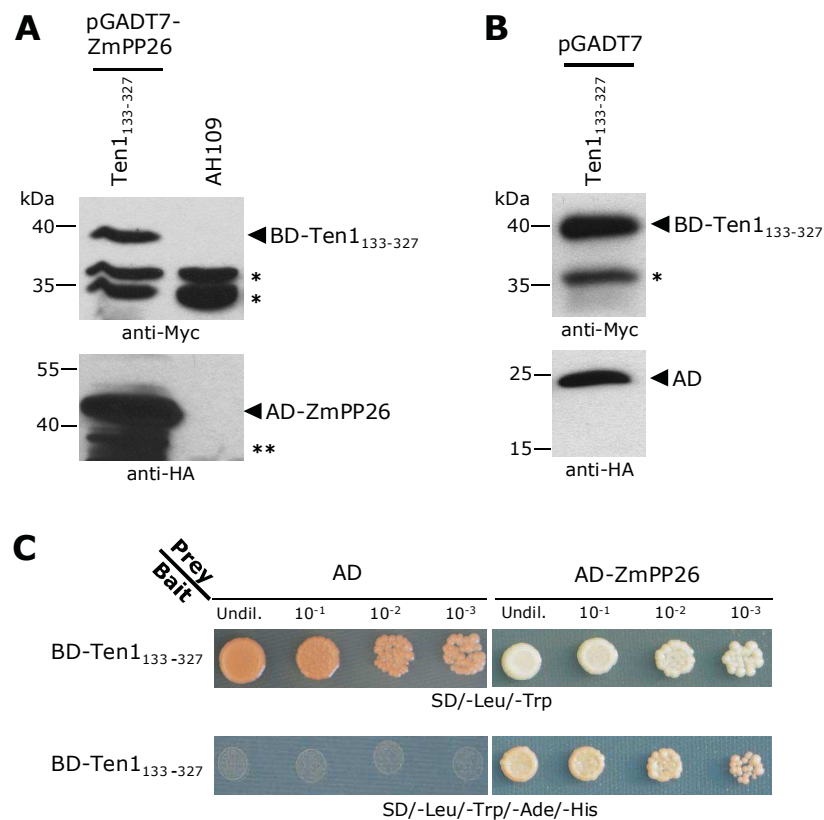 A
pGADT7-
ZmPP26
Ten1133-327
AH109
kDa
40
BD-Ten1133-327
*
35
*
anti-Myc
55
AD-ZmPP26
40
**
anti-HA
B
pGADT7
Ten1133-327
kDa
40
BD-Ten1133-327
35
*
anti-Myc
25
AD
15
anti-HA
C
Prey
Bait
AD
AD-ZmPP26
Undil. 10-1 10-2 10-3 Undil. 10-1 10-2 10-3
BD-Ten1133-327
SD/-Leu/-Trp
BD-Ten1133-327
SD/-Leu/-Trp/-Ade/-His